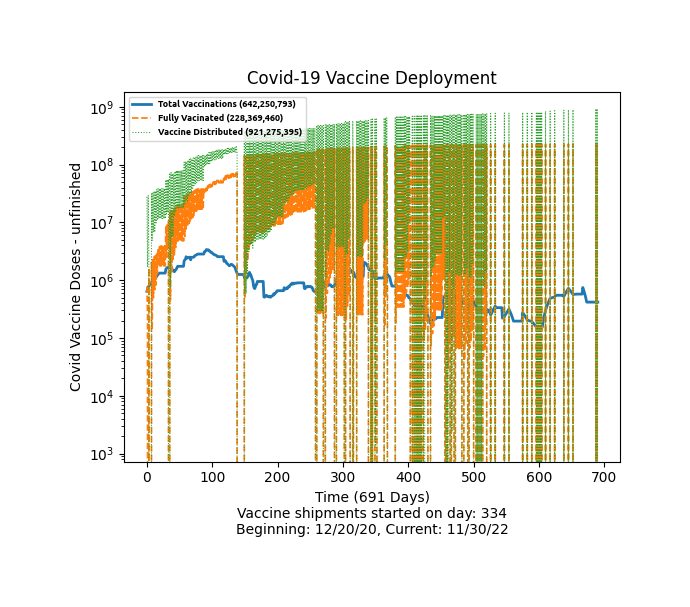 Covid-19 Vaccine Deployment
Total Vaccinations (642,250,793)
Fully Vacinated (228,369,460)
Vaccine Distributed (921,275,395)
Covid Vaccine Doses - unfinished
10⁹
10⁸
10⁷
10⁶
10⁵
10⁴
10³
0 100 200 300 400 500 600 700
Time (691 Days)
Vaccine shipments started on day: 334
Beginning: 12/20/20, Current: 11/30/22